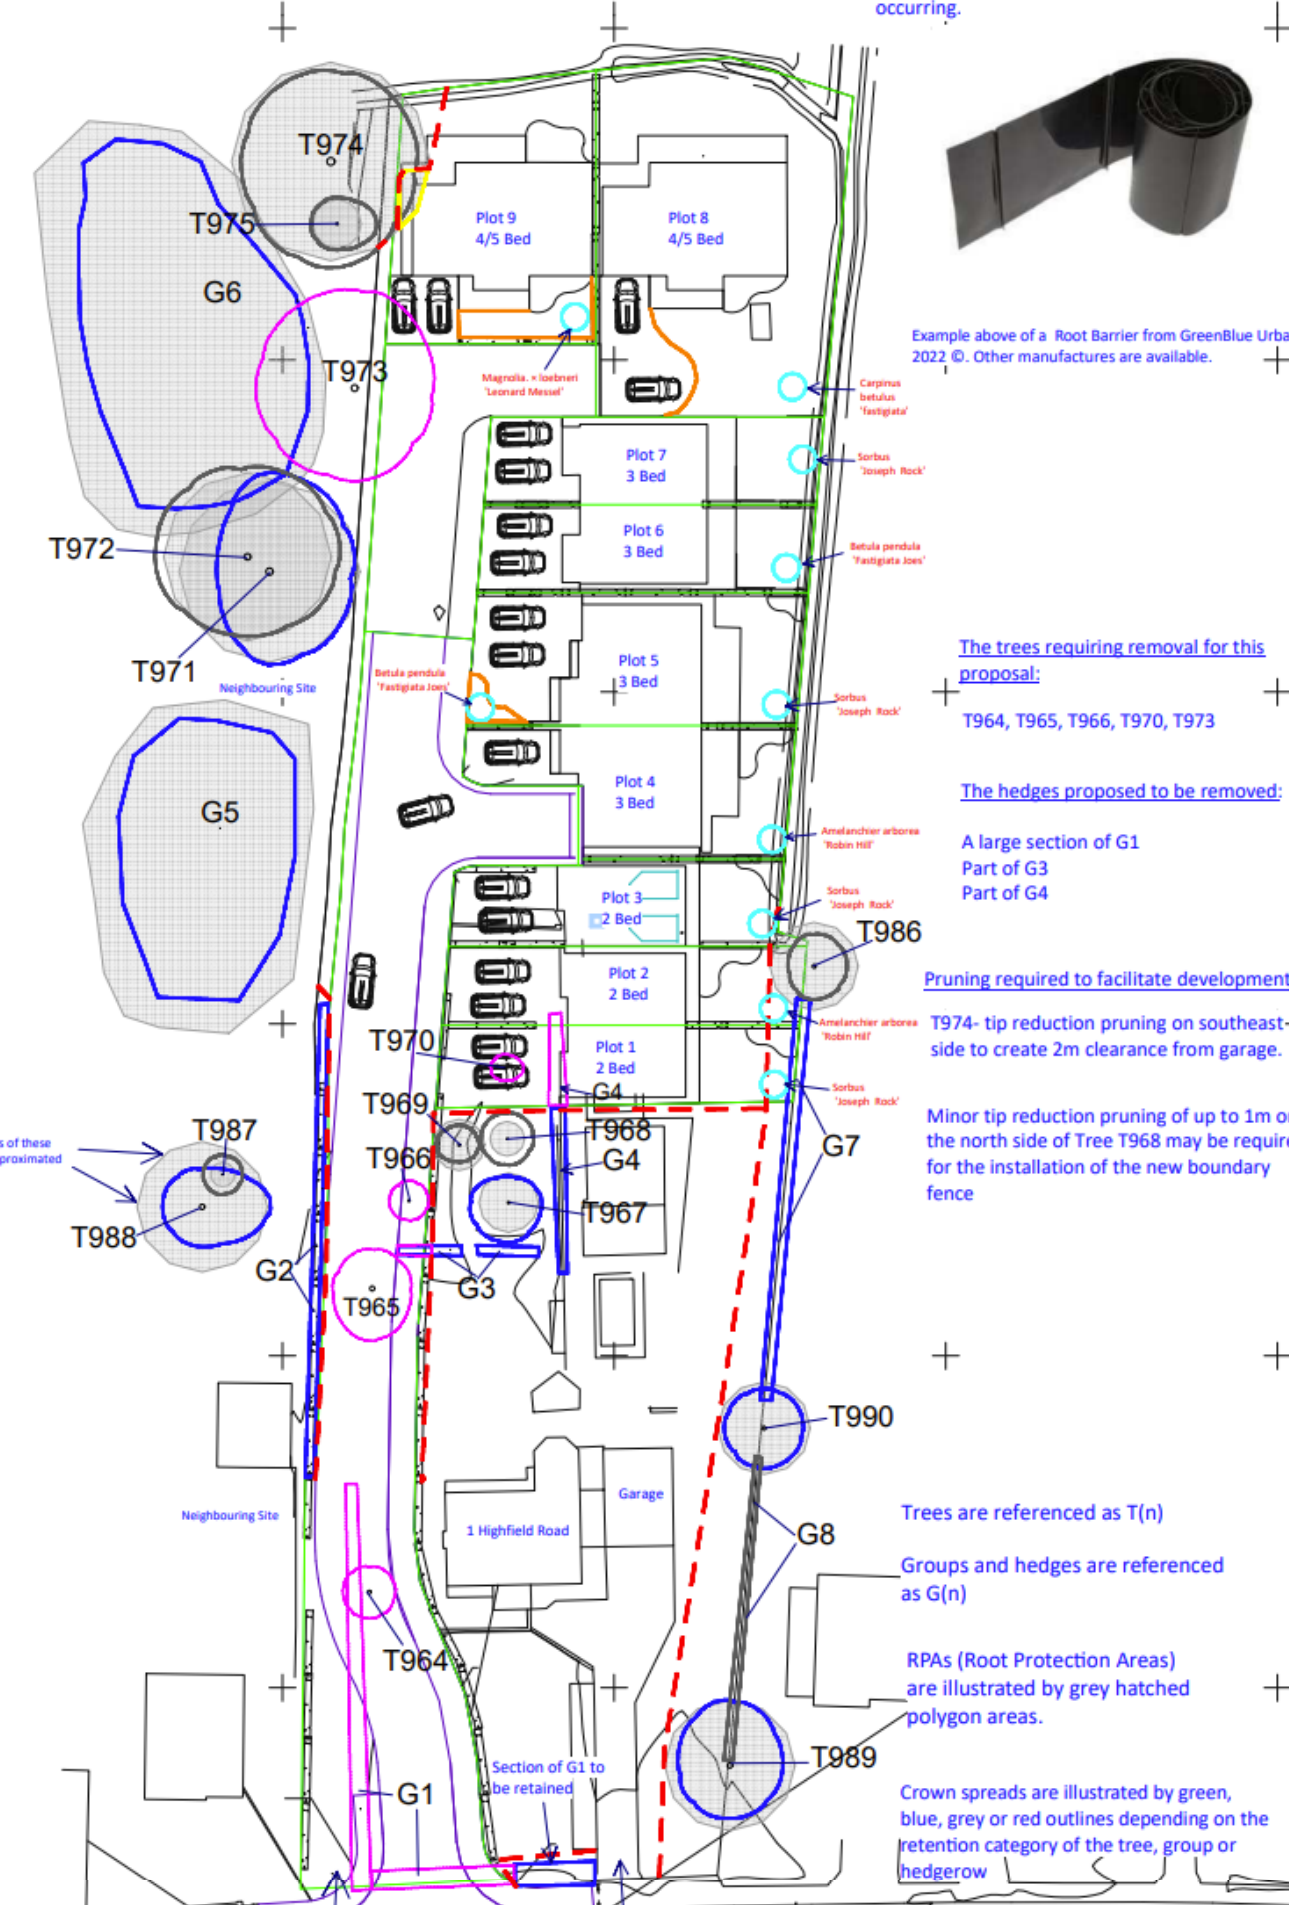 occurring.
T974
T975
G6
Plot 9
4/5 Bed
Plot 8
4/5 Bed
Example above of a Root Barrier from GreenBlue Urba
2022 ©. Other manufactures are available.
T973
Magnolia. × loebneri
'Leonard Messel'
Carpinus
betulus
'fastigiata'
Plot 7
3 Bed
Sorbus
'Joseph Rock'
T972
Plot 6
3 Bed
Betula pendula
'Fastigiata Joes'
T971
Neighbouring Site
Betula pendula
'Fastigiata Joes'
Plot 5
3 Bed
Sorbus
'Joseph Rock'
The trees requiring removal for this
proposal:
T964, T965, T966, T970, T973
G5
Plot 4
3 Bed
Amelanchier arborea
'Robin Hill'
The hedges proposed to be removed:
A large section of G1
Part of G3
Part of G4
Plot 3
2 Bed
Sorbus
'Joseph Rock'
T986
Plot 2
2 Bed
Amelanchier arborea
'Robin Hill'
Pruning required to facilitate development
T974- tip reduction pruning on southeast-
side to create 2m clearance from garage.
T970
Plot 1
2 Bed
G4
Sorbus
'Joseph Rock'
T969
T968
G4
G7
Minor tip reduction pruning of up to 1m o
the north side of Tree T968 may be require
for the installation of the new boundary
fence
s of these
proximated
T987
T966
T967
T988
G2
G3
T965
T990
Neighbouring Site
Garage
1 Highfield Road
G8
Trees are referenced as T(n)
Groups and hedges are referenced
as G(n)
T964
RPAs (Root Protection Areas)
are illustrated by grey hatched
polygon areas.
T989
Section of G1 to
be retained
G1
Crown spreads are illustrated by green,
blue, grey or red outlines depending on the
retention category of the tree, group or
hedgerow